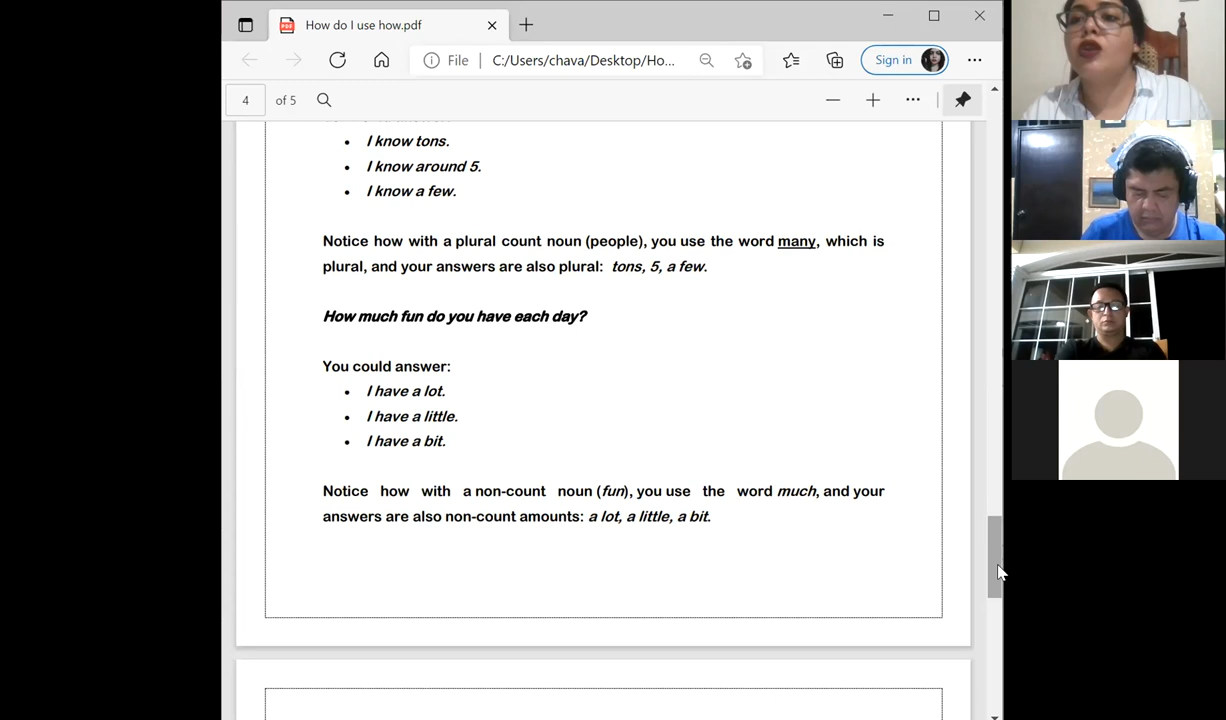 How do I use how.pdf
File
C:/Users/chava/Desktop/Ho...
Sign in
4 of 5
I know tons.
I know around 5.
I know a few.
Notice how with a plural count noun (people), you use the word many, which is
plural, and your answers are also plural: tons, 5, a few.
How much fun do you have each day?
You could answer:
I have a lot.
I have a little.
I have a bit.
Notice how with a non-count noun (fun), you use the word much, and your
answers are also non-count amounts: a lot, a little, a bit.